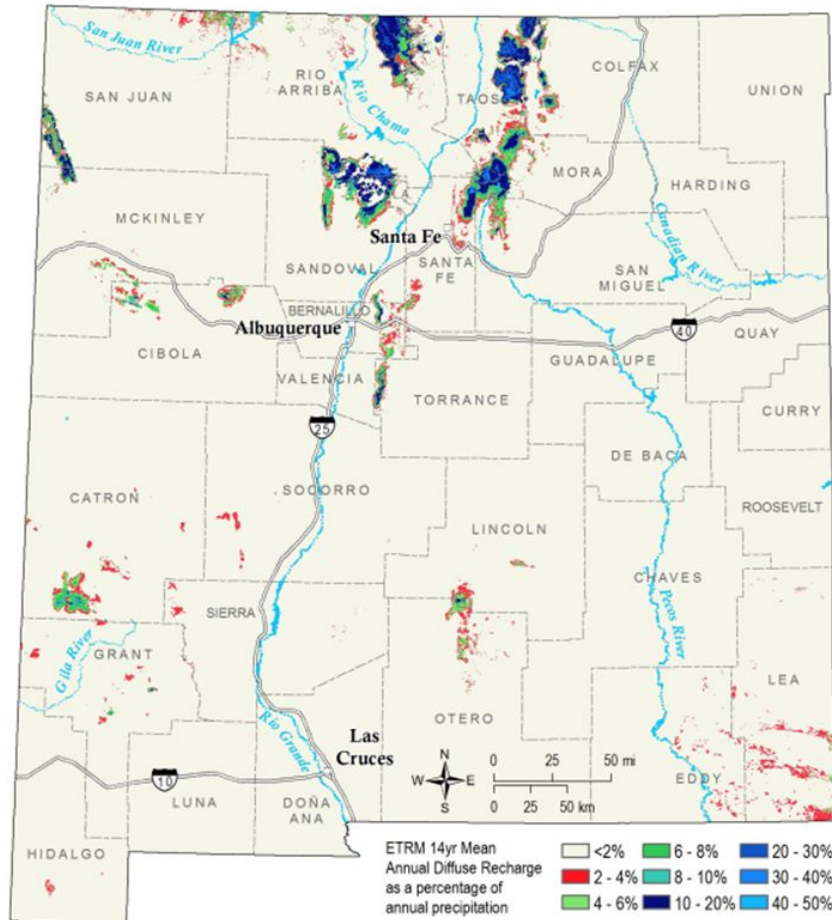 San Juan River
COLFAX
RIO
ARRIBA
UNION
SAN JUAN
TAOS
Rio Chama
MORA
HARDING
MCKINLEY
Canadian River
Santa Fe
SANDOVAL
SANTA
FE
SAN
MIGUEL
BERNALILLO
Albuquerque
40
QUAY
CIBOLA
GUADALUPE
VALENCIA
TORRANCE
CURRY
25
DE BACA
CATRON
SOCORRO
ROOSEVELT
LINCOLN
CHAVES
SIERRA
Pecos River
Gila River
GRANT
LEA
OTERO
Rio Grande
Las
Cruces
N
W
E
S
0 25 50 mi
0 25 50 km
EDDY
10
LUNA
DOÑA
ANA
HIDALGO
ETRM 14yr Mean
Annual Diffuse Recharge
as a percentage of
annual precipitation
<2%
6 - 8%
20 - 30%
2 - 4%
8 - 10%
30 - 40%
4 - 6%
10 - 20%
40 - 50%